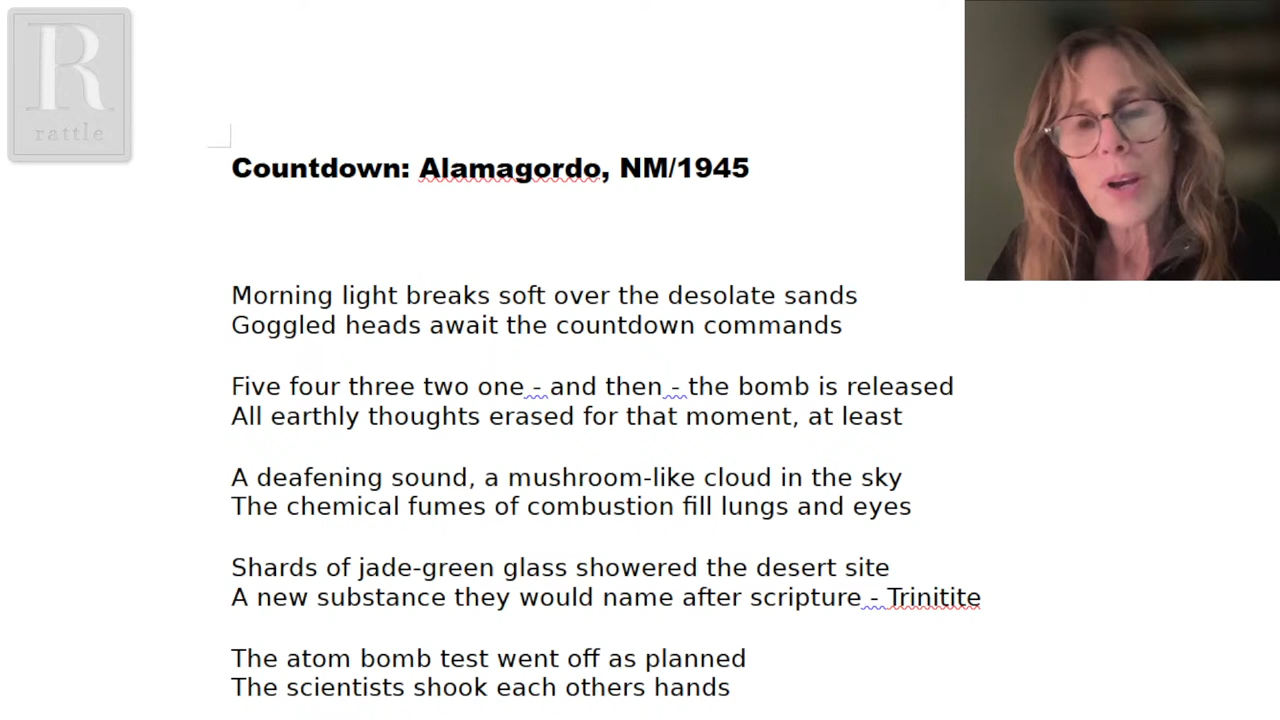 R
rattle
Countdown: Alamagordo, NM/1945
Morning light breaks soft over the desolate sands
Goggled heads await the countdown commands
Five four three two one - and then - the bomb is released
All earthly thoughts erased for that moment, at least
A deafening sound, a mushroom-like cloud in the sky
The chemical fumes of combustion fill lungs and eyes
Shards of jade-green glass showered the desert site
A new substance they would name after scripture - Trinitite
The atom bomb test went off as planned
The scientists shook each others hands